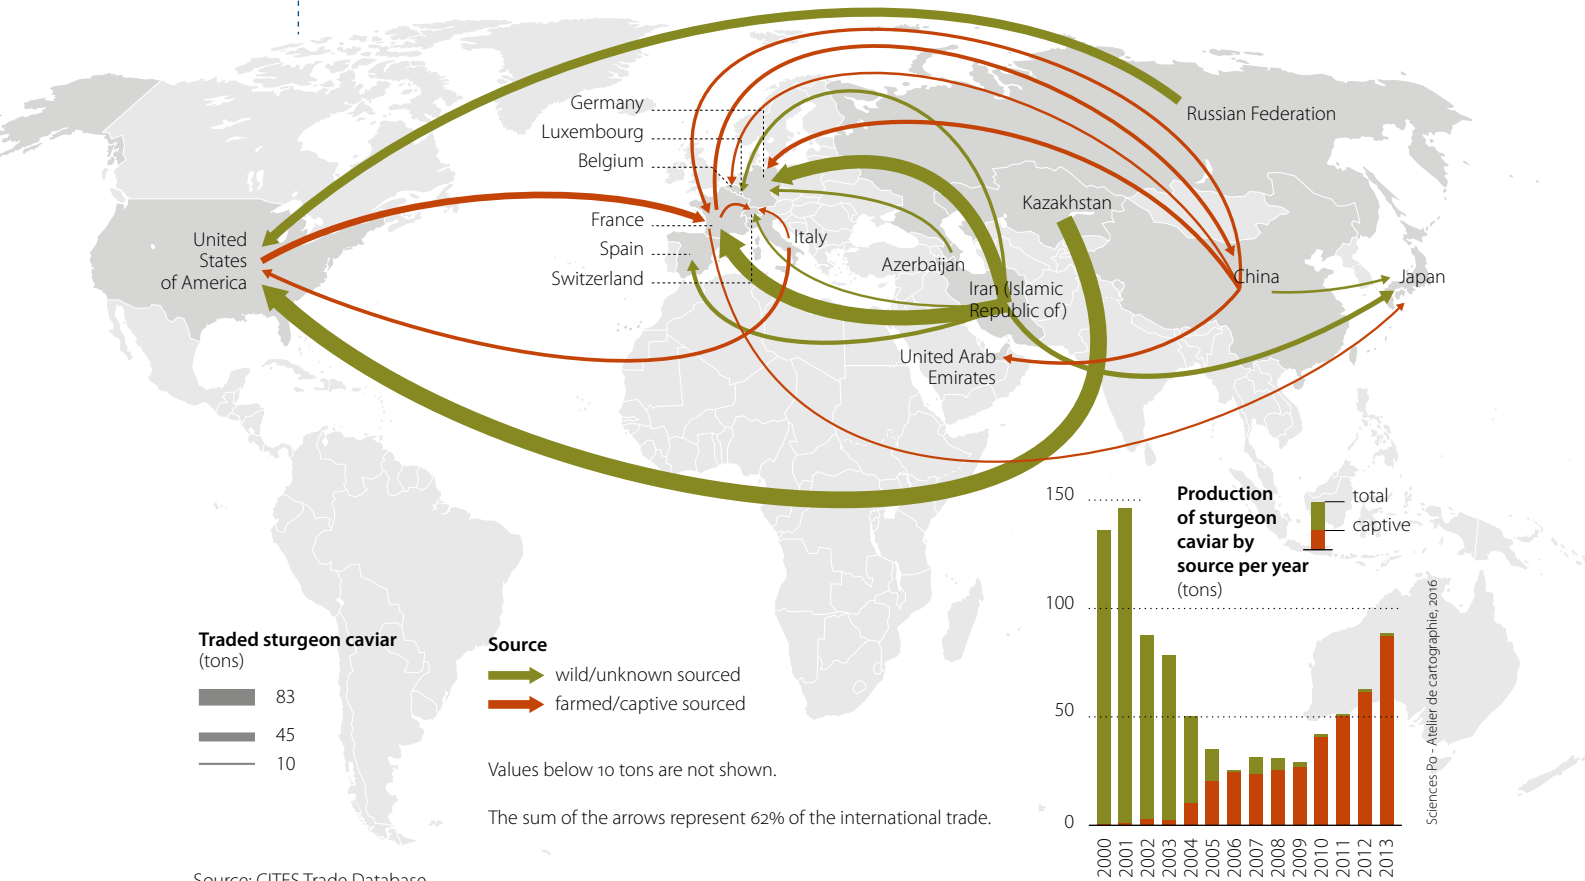 Germany
Luxembourg
Belgium
France
Spain
Switzerland
Italy
United
States
of America
Russian Federation
Kazakhstan
Azerbaijan
Iran (Islamic
Republic of)
China
Japan
United Arab
Emirates
Traded sturgeon caviar
(tons)
83
45
10
Source
wild/unknown sourced
farmed/captive sourced
Values below 10 tons are not shown.
The sum of the arrows represent 62% of the international trade.
Production
of sturgeon
caviar by
source per year
(tons)
total
captive
150
100
50
0
2000
2001
2002
2003
2004
2005
2006
2007
2008
2009
2010
2011
2012
2013
Sciences Po - Atelier de cartographie, 2016
Source: CITES Trade Database